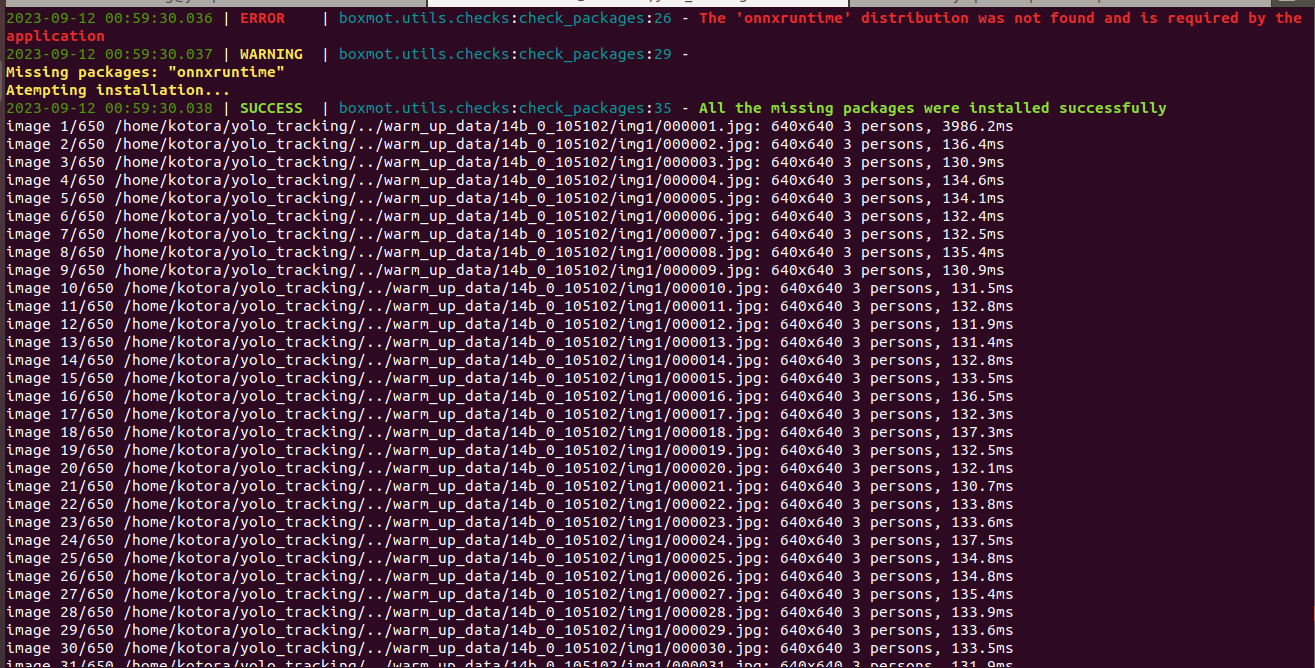 2023-09-12 00:59:30.036 | ERROR    | boxmot.utils.checks:check_packages:26 - The 'onnxruntime' distribution was not found and is required by the
application
2023-09-12 00:59:30.037 | WARNING  | boxmot.utils.checks:check_packages:29 -
Missing packages: "onnxruntime"
Atempting installation...
2023-09-12 00:59:30.038 | SUCCESS  | boxmot.utils.checks:check_packages:35 - All the missing packages were installed successfully
image 1/650 /home/kotora/yolo_tracking/../warm_up_data/14b_0_105102/img1/000001.jpg: 640x640 3 persons, 3986.2ms
image 2/650 /home/kotora/yolo_tracking/../warm_up_data/14b_0_105102/img1/000002.jpg: 640x640 3 persons, 136.4ms
image 3/650 /home/kotora/yolo_tracking/../warm_up_data/14b_0_105102/img1/000003.jpg: 640x640 3 persons, 130.9ms
image 4/650 /home/kotora/yolo_tracking/../warm_up_data/14b_0_105102/img1/000004.jpg: 640x640 3 persons, 134.6ms
image 5/650 /home/kotora/yolo_tracking/../warm_up_data/14b_0_105102/img1/000005.jpg: 640x640 3 persons, 134.1ms
image 6/650 /home/kotora/yolo_tracking/../warm_up_data/14b_0_105102/img1/000006.jpg: 640x640 3 persons, 132.4ms
image 7/650 /home/kotora/yolo_tracking/../warm_up_data/14b_0_105102/img1/000007.jpg: 640x640 3 persons, 132.5ms
image 8/650 /home/kotora/yolo_tracking/../warm_up_data/14b_0_105102/img1/000008.jpg: 640x640 3 persons, 135.4ms
image 9/650 /home/kotora/yolo_tracking/../warm_up_data/14b_0_105102/img1/000009.jpg: 640x640 3 persons, 130.9ms
image 10/650 /home/kotora/yolo_tracking/../warm_up_data/14b_0_105102/img1/000010.jpg: 640x640 3 persons, 131.5ms
image 11/650 /home/kotora/yolo_tracking/../warm_up_data/14b_0_105102/img1/000011.jpg: 640x640 3 persons, 132.8ms
image 12/650 /home/kotora/yolo_tracking/../warm_up_data/14b_0_105102/img1/000012.jpg: 640x640 3 persons, 131.9ms
image 13/650 /home/kotora/yolo_tracking/../warm_up_data/14b_0_105102/img1/000013.jpg: 640x640 3 persons, 131.4ms
image 14/650 /home/kotora/yolo_tracking/../warm_up_data/14b_0_105102/img1/000014.jpg: 640x640 3 persons, 132.8ms
image 15/650 /home/kotora/yolo_tracking/../warm_up_data/14b_0_105102/img1/000015.jpg: 640x640 3 persons, 133.5ms
image 16/650 /home/kotora/yolo_tracking/../warm_up_data/14b_0_105102/img1/000016.jpg: 640x640 3 persons, 136.5ms
image 17/650 /home/kotora/yolo_tracking/../warm_up_data/14b_0_105102/img1/000017.jpg: 640x640 3 persons, 132.3ms
image 18/650 /home/kotora/yolo_tracking/../warm_up_data/14b_0_105102/img1/000018.jpg: 640x640 3 persons, 137.3ms
image 19/650 /home/kotora/yolo_tracking/../warm_up_data/14b_0_105102/img1/000019.jpg: 640x640 3 persons, 132.5ms
image 20/650 /home/kotora/yolo_tracking/../warm_up_data/14b_0_105102/img1/000020.jpg: 640x640 3 persons, 132.1ms
image 21/650 /home/kotora/yolo_tracking/../warm_up_data/14b_0_105102/img1/000021.jpg: 640x640 3 persons, 130.7ms
image 22/650 /home/kotora/yolo_tracking/../warm_up_data/14b_0_105102/img1/000022.jpg: 640x640 3 persons, 133.8ms
image 23/650 /home/kotora/yolo_tracking/../warm_up_data/14b_0_105102/img1/000023.jpg: 640x640 3 persons, 133.6ms
image 24/650 /home/kotora/yolo_tracking/../warm_up_data/14b_0_105102/img1/000024.jpg: 640x640 3 persons, 137.5ms
image 25/650 /home/kotora/yolo_tracking/../warm_up_data/14b_0_105102/img1/000025.jpg: 640x640 3 persons, 134.8ms
image 26/650 /home/kotora/yolo_tracking/../warm_up_data/14b_0_105102/img1/000026.jpg: 640x640 3 persons, 134.8ms
image 27/650 /home/kotora/yolo_tracking/../warm_up_data/14b_0_105102/img1/000027.jpg: 640x640 3 persons, 135.4ms
image 28/650 /home/kotora/yolo_tracking/../warm_up_data/14b_0_105102/img1/000028.jpg: 640x640 3 persons, 133.9ms
image 29/650 /home/kotora/yolo_tracking/../warm_up_data/14b_0_105102/img1/000029.jpg: 640x640 3 persons, 133.6ms
image 30/650 /home/kotora/yolo_tracking/../warm_up_data/14b_0_105102/img1/000030.jpg: 640x640 3 persons, 133.5ms
image 31/650 /home/kotora/yolo_tracking/../warm_up_data/14b_0_105102/img1/000031.jpg: 640x640 3 persons, 131.9ms